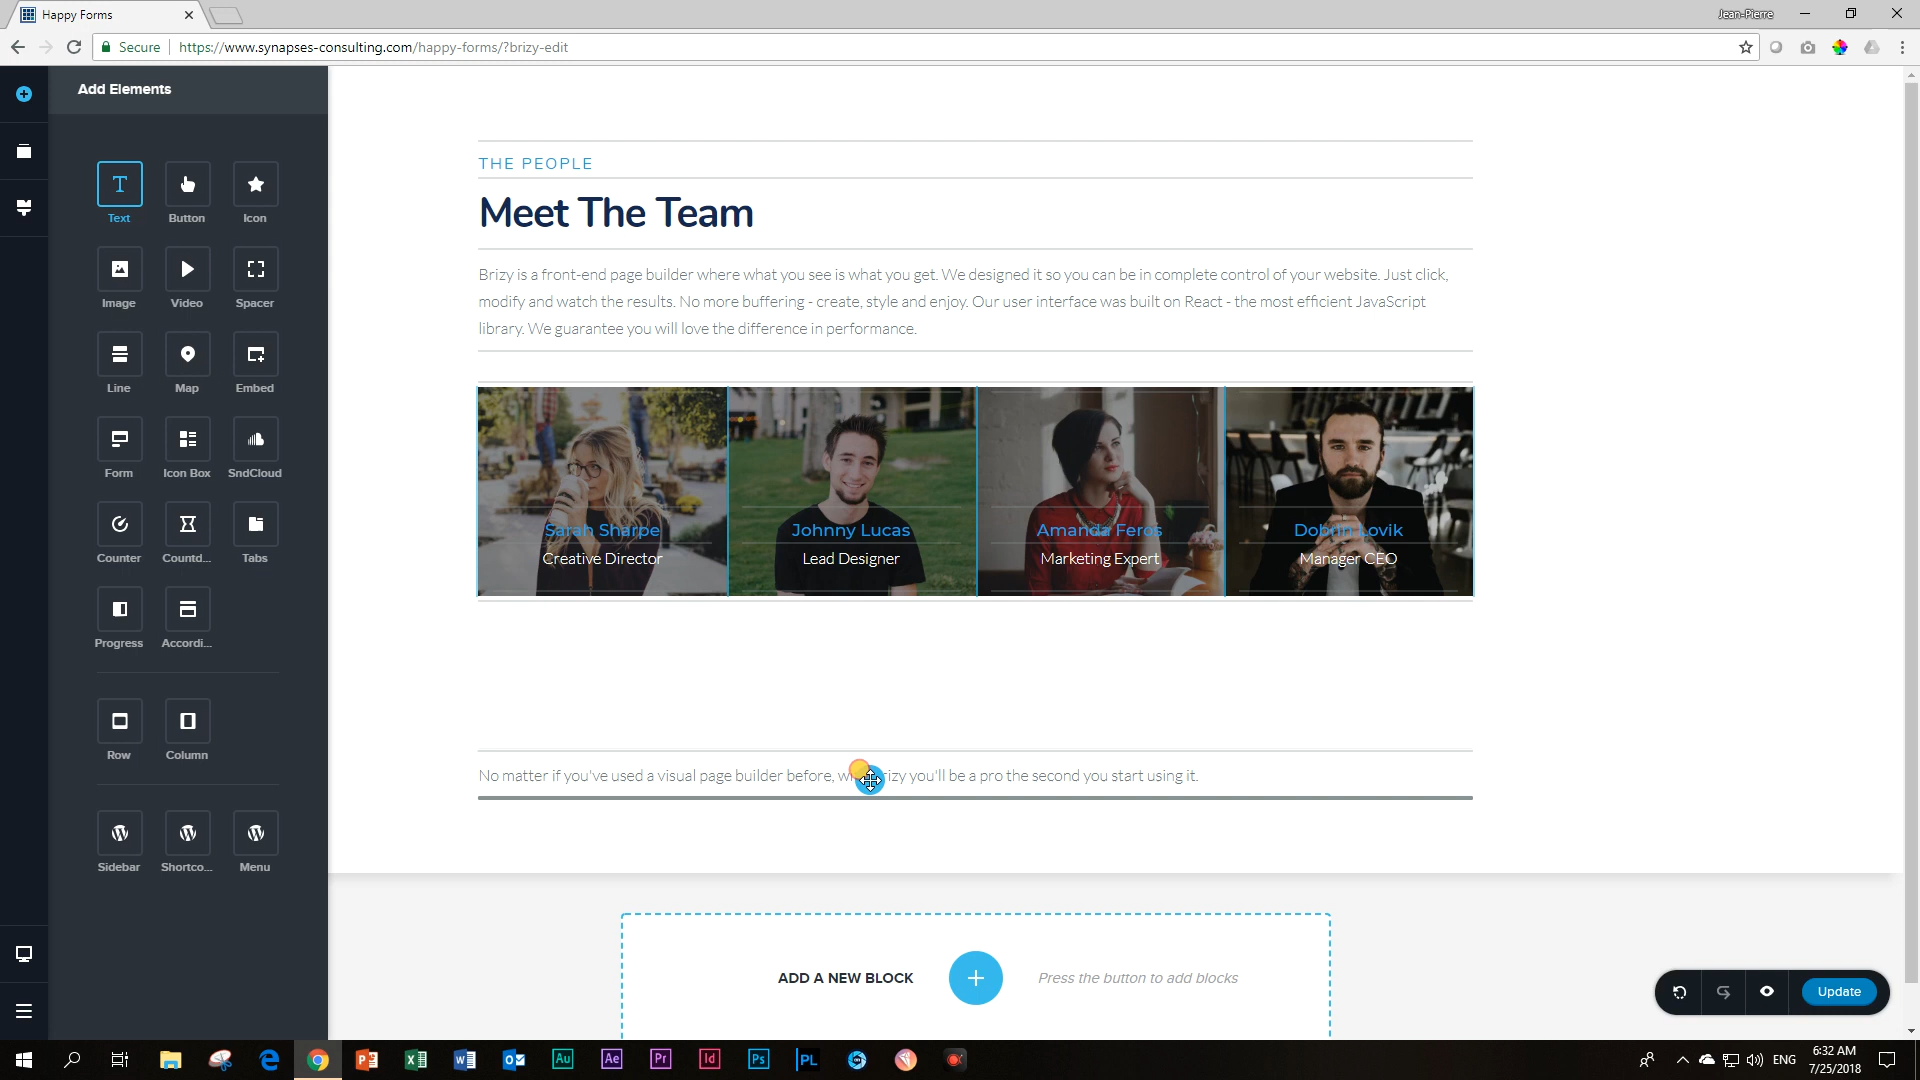 Happy Forms
Jean-Pierre
Secure
https://www.synapses-consulting.com/happy-forms/?brizy-edit
Add Elements
Text
Button
Icon
Image
Video
Spacer
Line
Map
Embed
Form
Icon Box
SndCloud
Counter
Countd...
Tabs
Progress
Accordi...
Row
Column
Sidebar
Shortco...
Menu
THE PEOPLE
Meet The Team
Brizy is a front-end page builder where what you see is what you get. We designed it so you can be in complete control of your website. Just click,
modify and watch the results. No more buffering - create, style and enjoy. Our user interface was built on React - the most efficient JavaScript
library. We guarantee you will love the difference in performance.
Sarah Sharpe
Creative Director
Johnny Lucas
Lead Designer
Amanda Feros
Marketing Expert
Dobrin Lovik
Manager CEO
No matter if you've used a visual page builder before, you'll be a pro the second you start using it.
ADD A NEW BLOCK
Press the button to add blocks
Update
Au
Ae
Pr
Id
Ps
PL
ENG
6:32 AM
7/25/2018